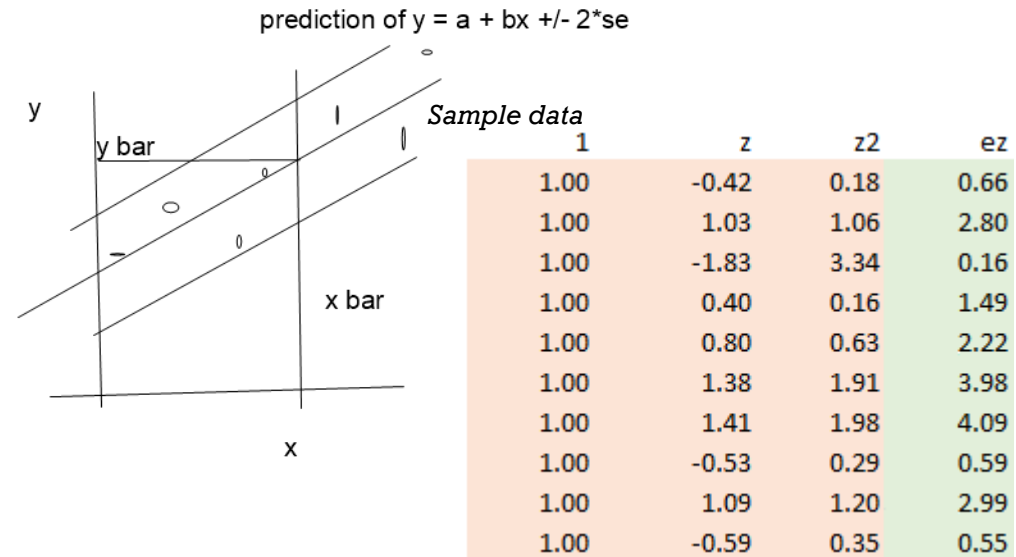 prediction of y = a + bx +/- 2*se
y
y bar
x bar
x
Sample data
1 z z2 ez
1.00 -0.42 0.18 0.66
1.00 1.03 1.06 2.80
1.00 -1.83 3.34 0.16
1.00 0.40 0.16 1.49
1.00 0.80 0.63 2.22
1.00 1.38 1.91 3.98
1.00 1.41 1.98 4.09
1.00 -0.53 0.29 0.59
1.00 1.09 1.20 2.99
1.00 -0.59 0.35 0.55